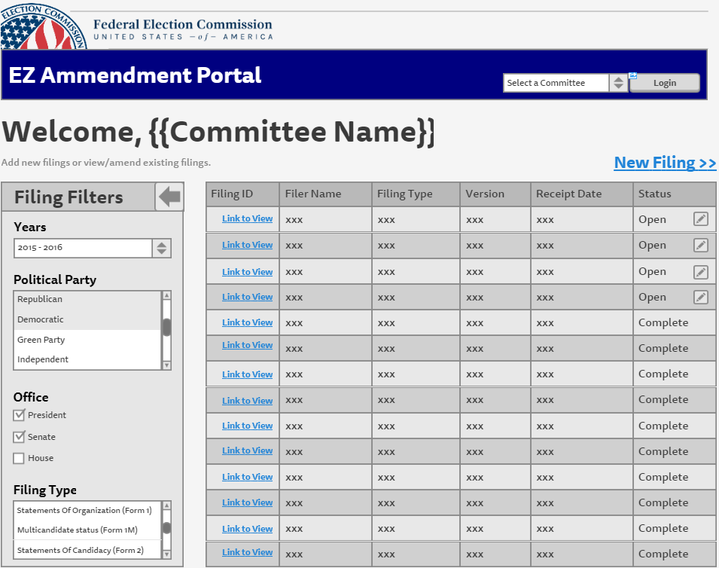 ELECTION COMMISSION
Federal Election Commission
UNITED STATES –of– AMERICA
EZ Ammendment Portal
Select a Committee
Login
Welcome, {{Committee Name}}
Add new filings or view/amend existing filings.
New Filing >>
Filing Filters
Years
2015 - 2016
Political Party
Republican
Democratic
Green Party
Independent
Office
President
Senate
House
Filing Type
Statements Of Organization (Form 1)
Multicandidate status (Form 1M)
Statements Of Candidacy (Form 2)
Filing ID Filer Name Filing Type Version Receipt Date Status
Link to View xxx xxx xxx xxx Open
Link to View xxx xxx xxx xxx Open
Link to View xxx xxx xxx xxx Open
Link to View xxx xxx xxx xxx Open
Link to View xxx xxx xxx xxx Complete
Link to View xxx xxx xxx xxx Complete
Link to View xxx xxx xxx xxx Complete
Link to View xxx xxx xxx xxx Complete
Link to View xxx xxx xxx xxx Complete
Link to View xxx xxx xxx xxx Complete
Link to View xxx xxx xxx xxx Complete
Link to View xxx xxx xxx xxx Complete
Link to View xxx xxx xxx xxx Complete
Link to View xxx xxx xxx xxx Complete